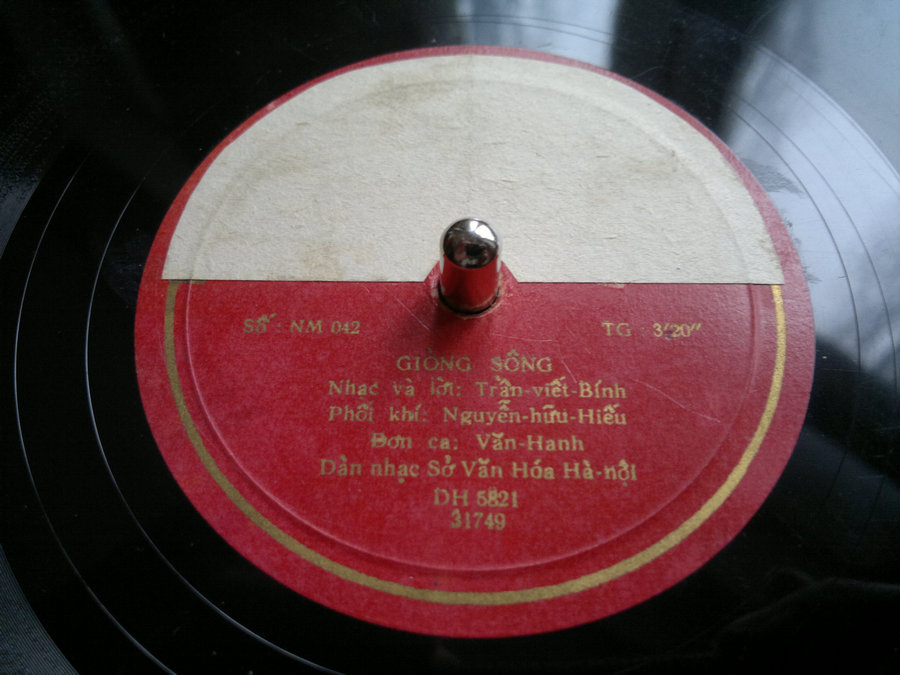 Số : NM 042 TG 3'20"
GIÒNG SÔNG
Nhạc và lời: Trần-viết-Bính
Phối khí: Nguyễn-hữu-Hiếu
Đơn ca: Văn-Hanh
Dàn nhạc Sở Văn Hóa Hà-nội
DH 5821
31749